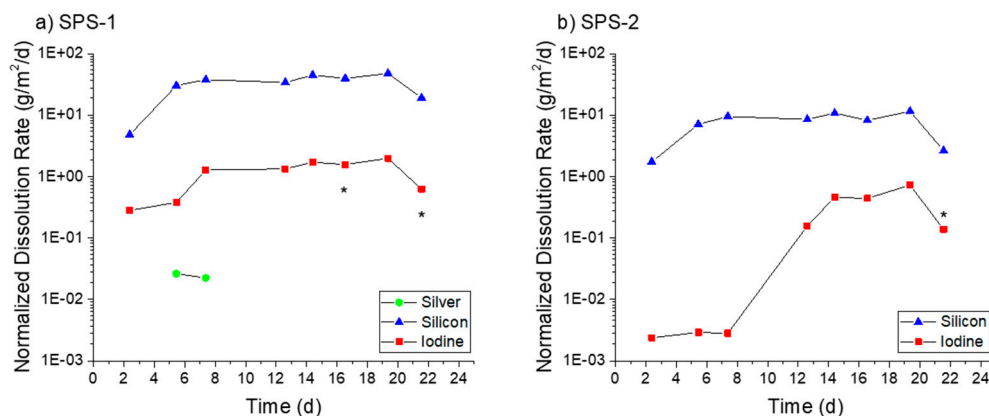 a) SPS-1
Normalized Dissolution Rate (g/m²/d)
1E+02
1E+01
1E+00
1E-01
1E-02
1E-03
*
*
Silver
Silicon
Iodine
0 2 4 6 8 10 12 14 16 18 20 22 24
Time (d)
b) SPS-2
Normalized Dissolution Rate (g/m²/d)
1E+02
1E+01
1E+00
1E-01
1E-02
1E-03
*
Silicon
Iodine
0 2 4 6 8 10 12 14 16 18 20 22 24
Time (d)